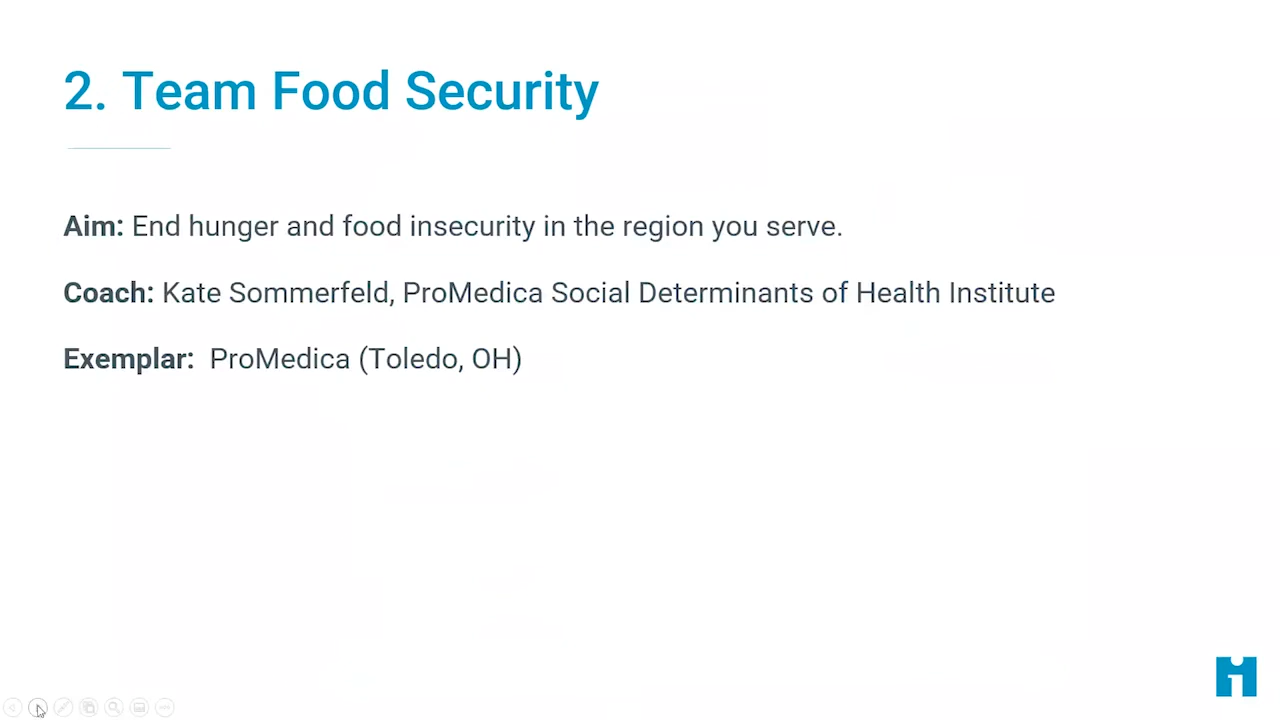 2. Team Food Security
Aim: End hunger and food insecurity in the region you serve.
Coach: Kate Sommerfeld, ProMedica Social Determinants of Health Institute
Exemplar: ProMedica (Toledo, OH)